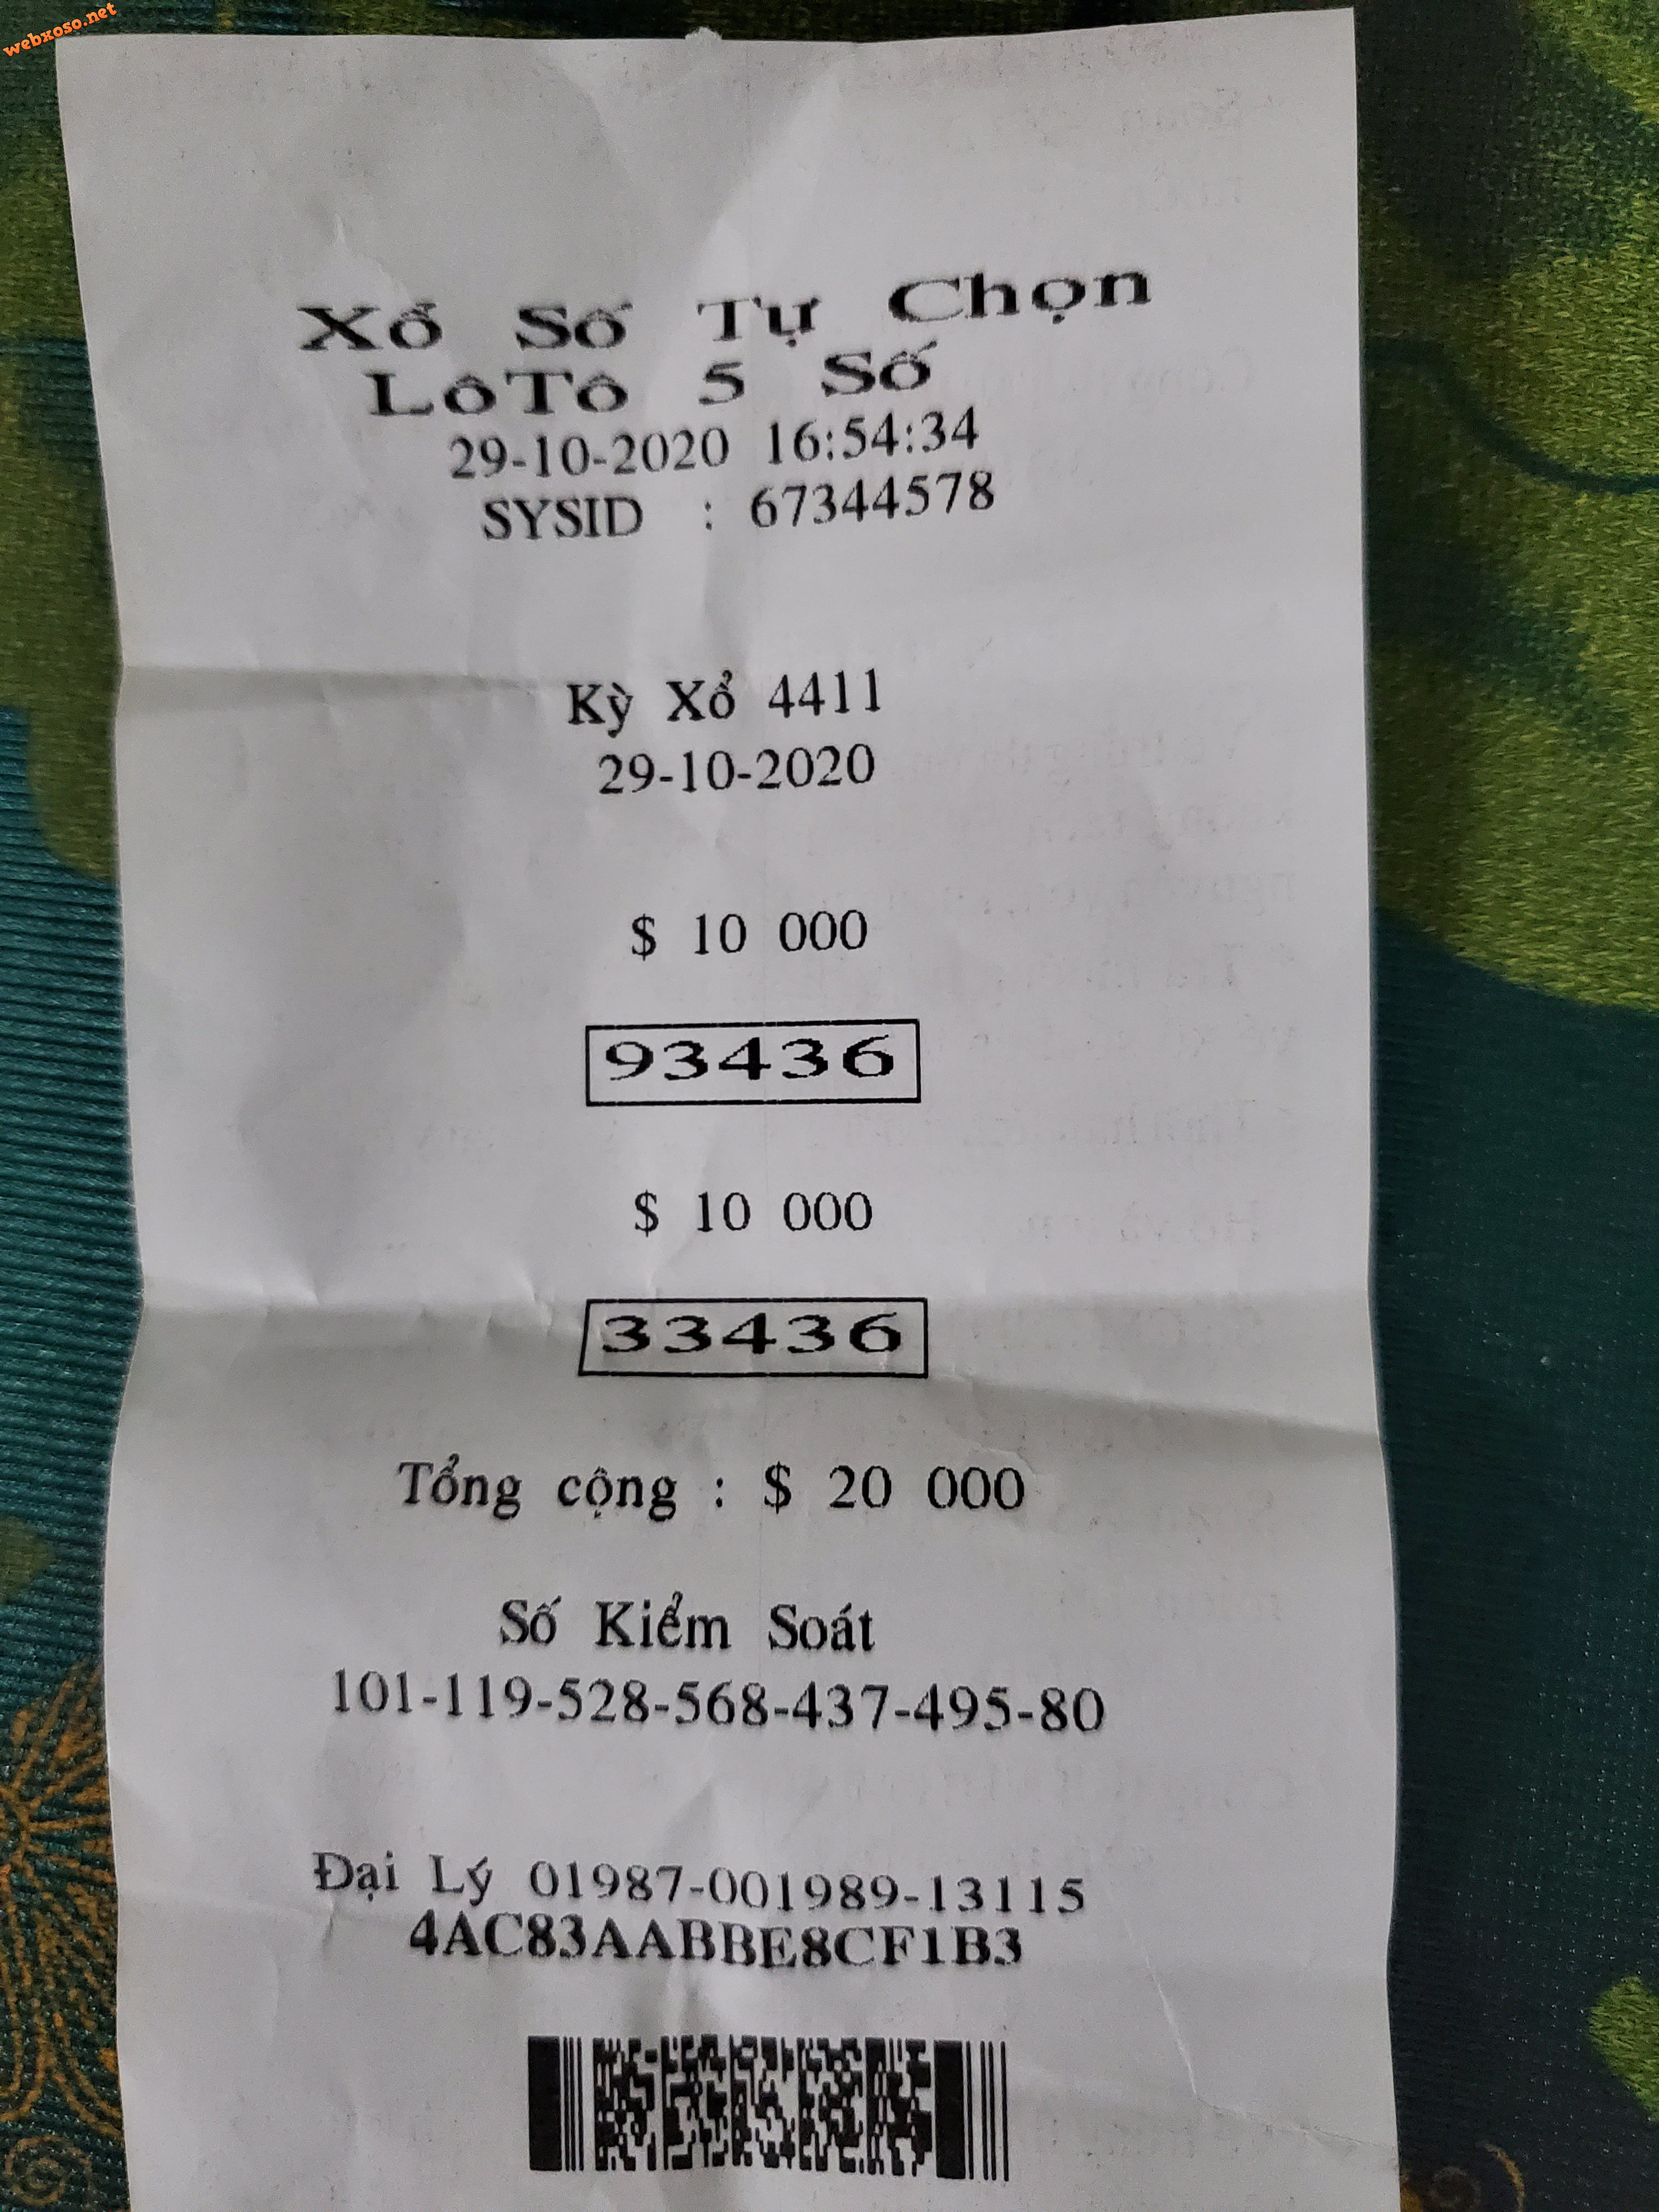 webxoso.net
Xổ Số Tự Chọn
LôTô 5 Số
29-10-2020 16:54:34
SYSID : 67344578
Kỳ Xổ 4411
29-10-2020
$ 10 000
93436
$ 10 000
33436
Tổng cộng : $ 20 000
Số Kiểm Soát
101-119-528-568-437-495-80
Đại Lý 01987-001989-13115
4AC83AABBE8CF1B3